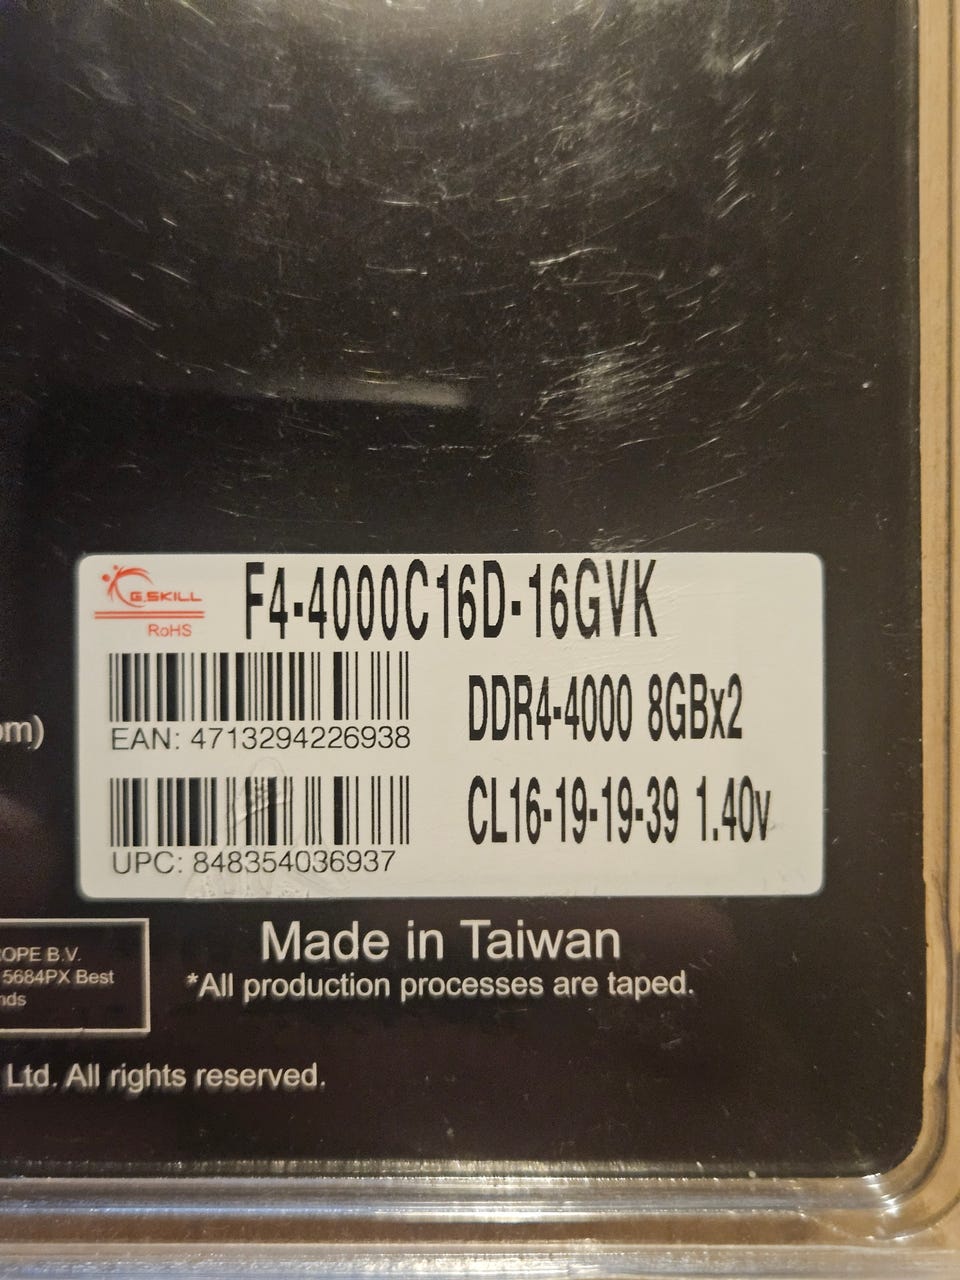 G.SKILL
RoHS
F4-4000C16D-16GVK
EAN: 4713294226938
DDR4-4000 8GBx2
UPC: 848354036937
CL16-19-19-39 1.40v
om)
OPE B.V.
5684PX Best
nds
Made in Taiwan
*All production processes are taped.
Ltd. All rights reserved.